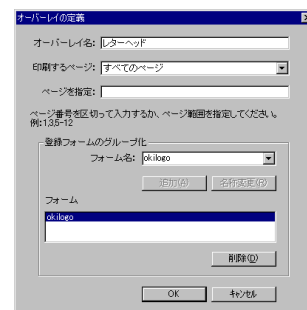 オーバーレイの定義
オーバーレイ名: レターヘッド
印刷するページ: すべてのページ
ページを指定:
ページ番号を区切って入力するか、ページ範囲を指定してください。
例:1,3,5-12
登録フォームのグループ化
フォーム名: okilogo
追加(A) 名称変更(R)
フォーム
okilogo
削除(D)
OK キャンセル